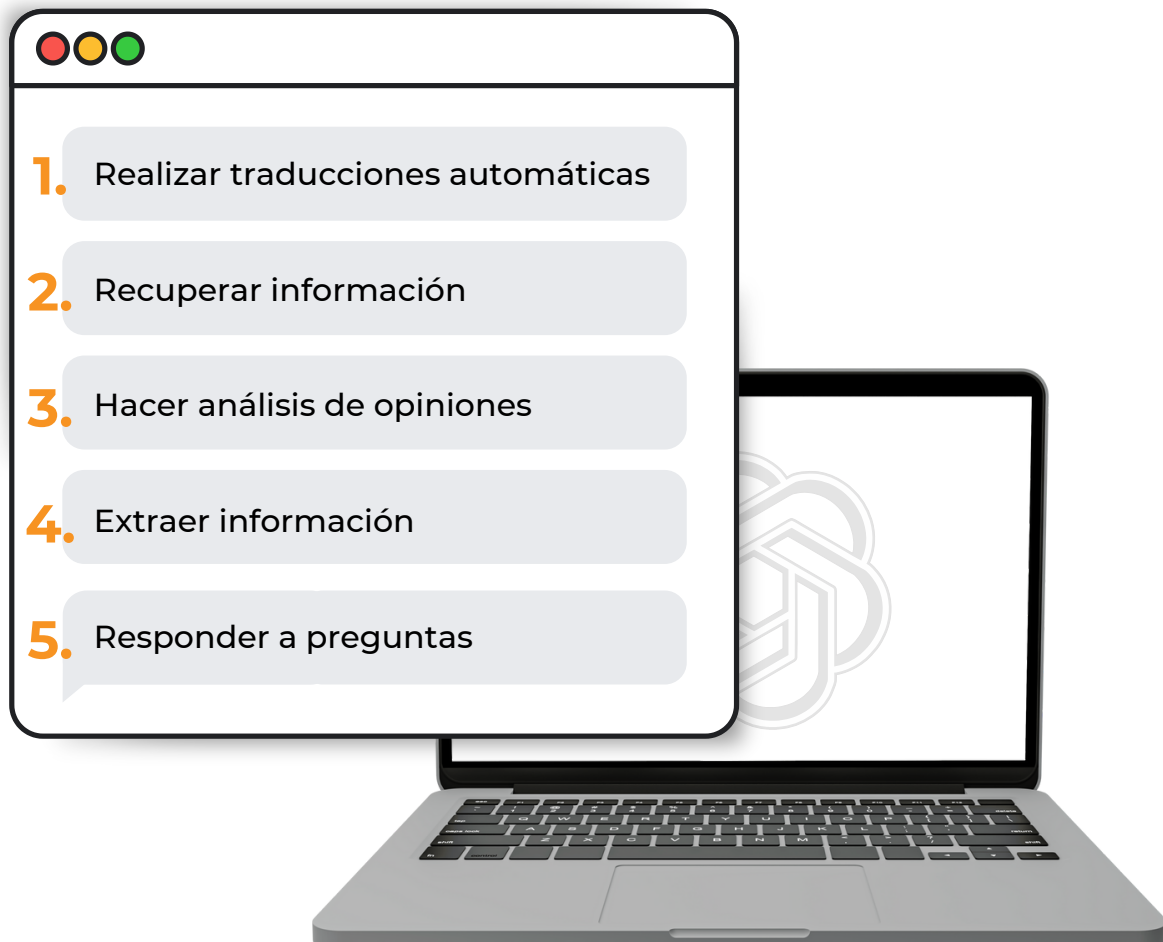 1. Realizar traducciones automáticas
2. Recuperar información
3. Hacer análisis de opiniones
4. Extraer información
5. Responder a preguntas